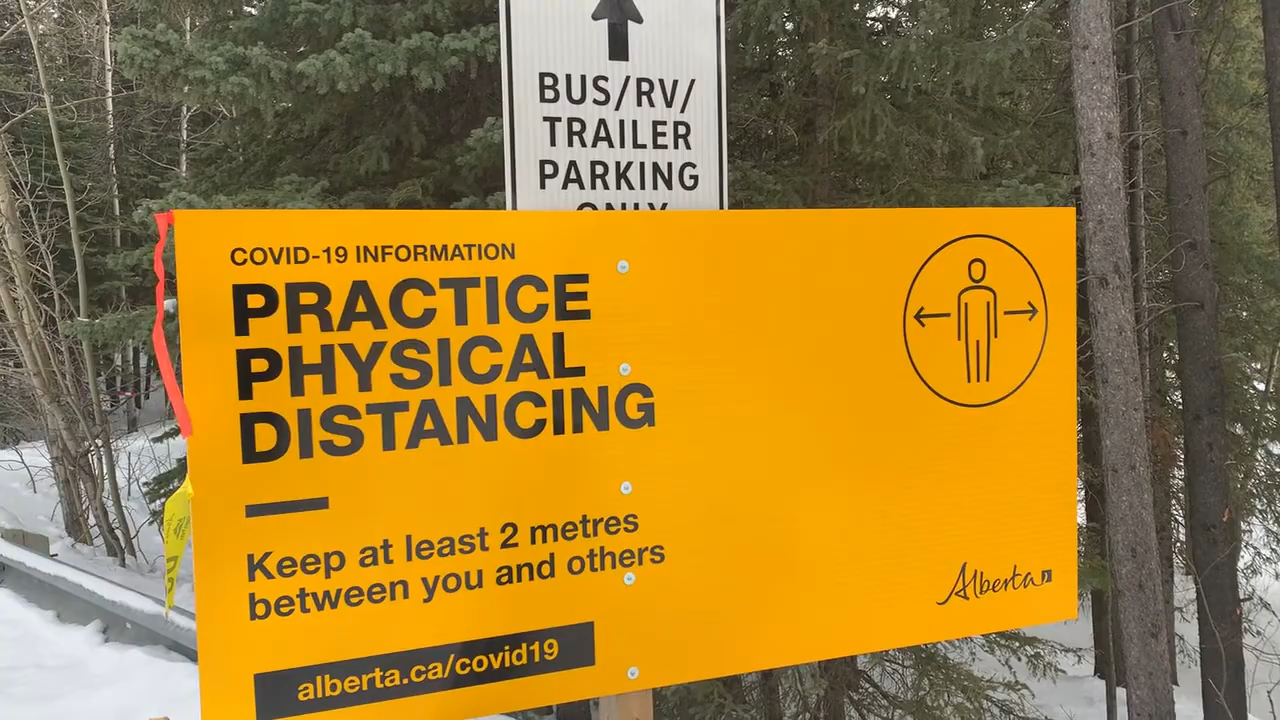 BUS/RV/
TRAILER
PARKING
ONLY
COVID-19 INFORMATION
PRACTICE
PHYSICAL
DISTANCING
Keep at least 2 metres
between you and others
alberta.ca/covid19
Alberta